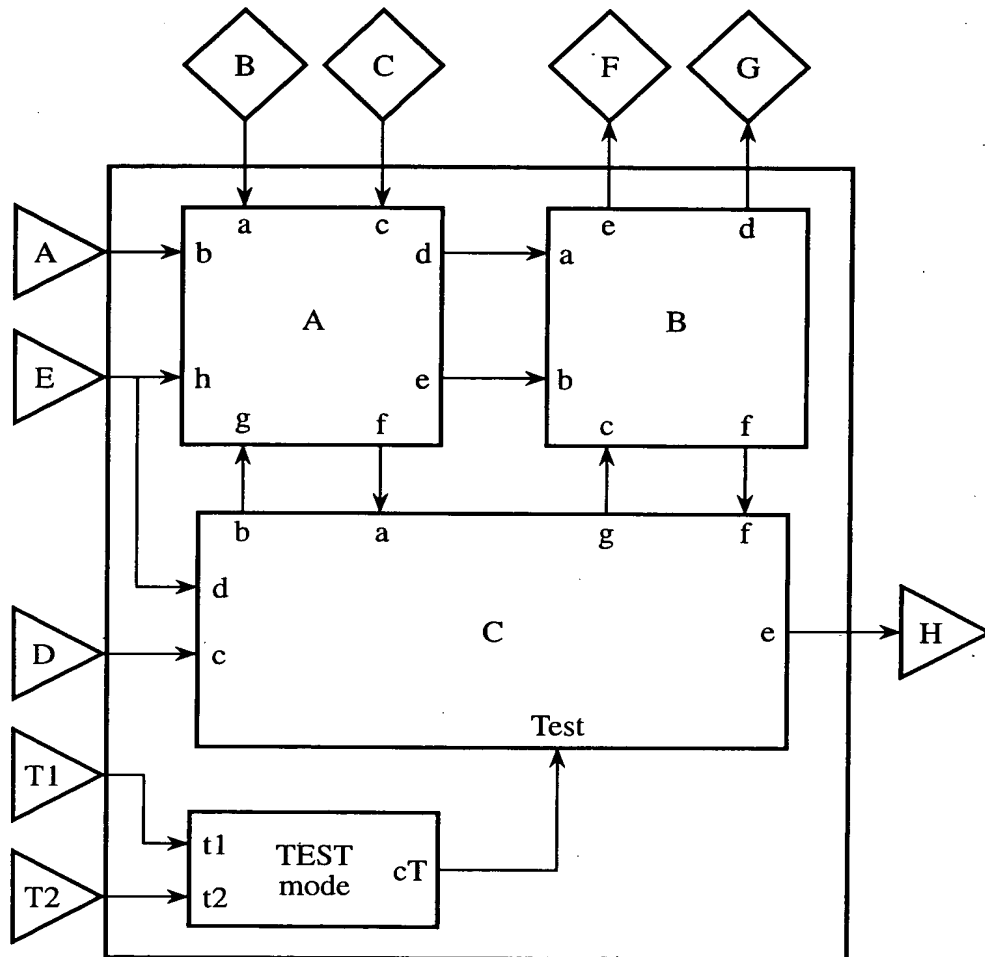 B C F G
a c e d
A b d a
A B
E h e b
g f c f
b a g f
d
D c C e H
Test
T1
t1 TEST cT
mode
T2 t2